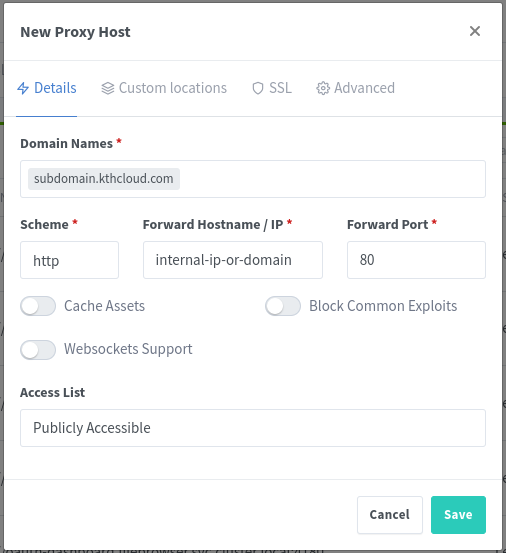 New Proxy Host ×
Details Custom locations SSL Advanced
Domain Names *
subdomain.kthcloud.com
Scheme * Forward Hostname / IP * Forward Port *
http internal-ip-or-domain 80
Cache Assets Block Common Exploits
Websockets Support
Access List
Publicly Accessible
Cancel Save